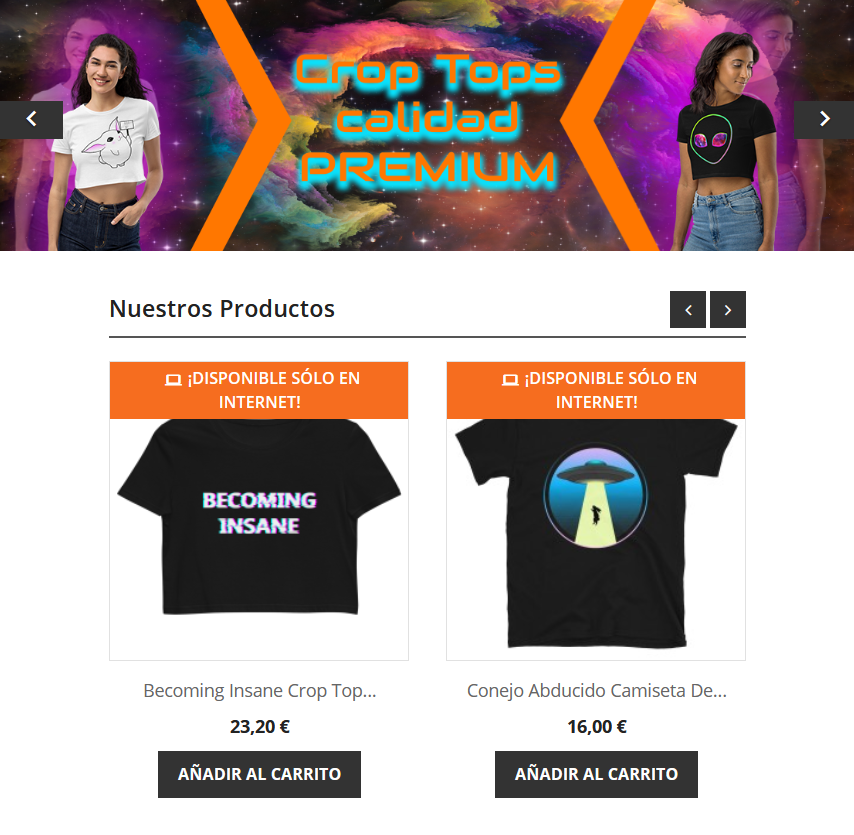 Crop Tops
calidad
PREMIUM
Nuestros Productos
¡DISPONIBLE SÓLO EN
INTERNET!
BECOMING
INSANE
Becoming Insane Crop Top...
23,20 €
AÑADIR AL CARRITO
¡DISPONIBLE SÓLO EN
INTERNET!
Conejo Abducido Camiseta De...
16,00 €
AÑADIR AL CARRITO